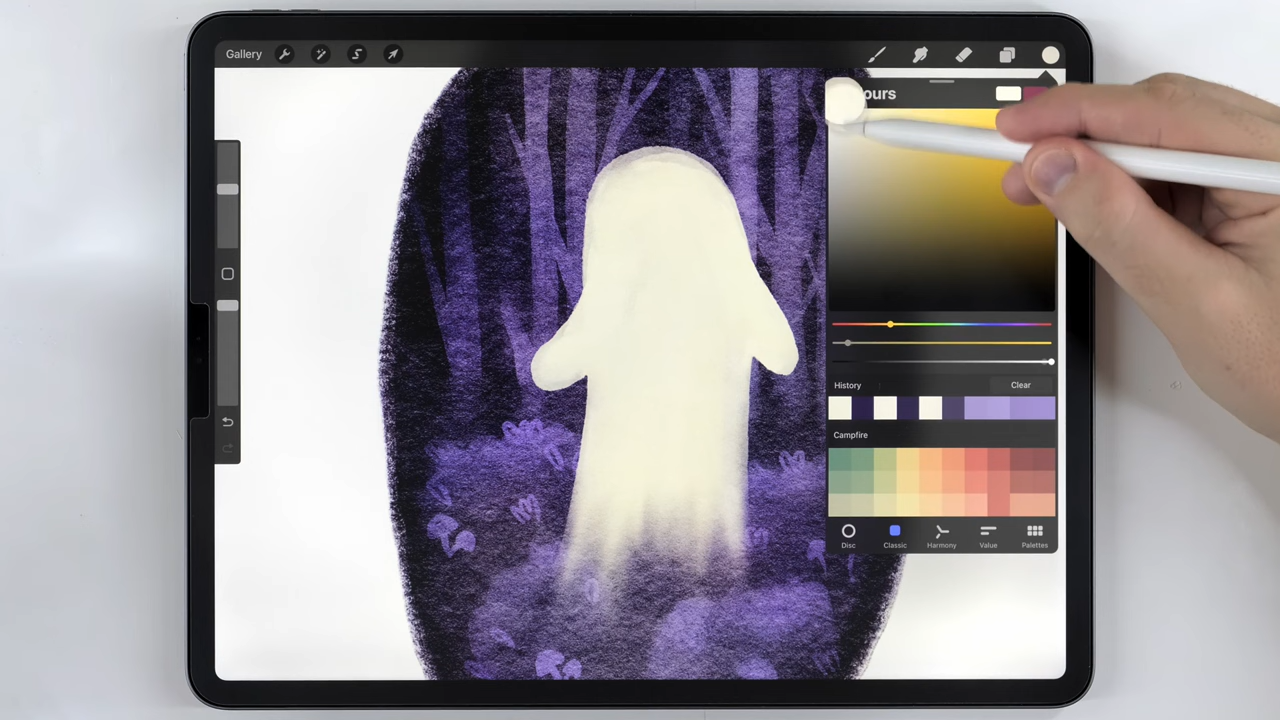 Gallery
ours
History
Clear
Campfire
Disc
Classic
Harmony
Value
Palettes